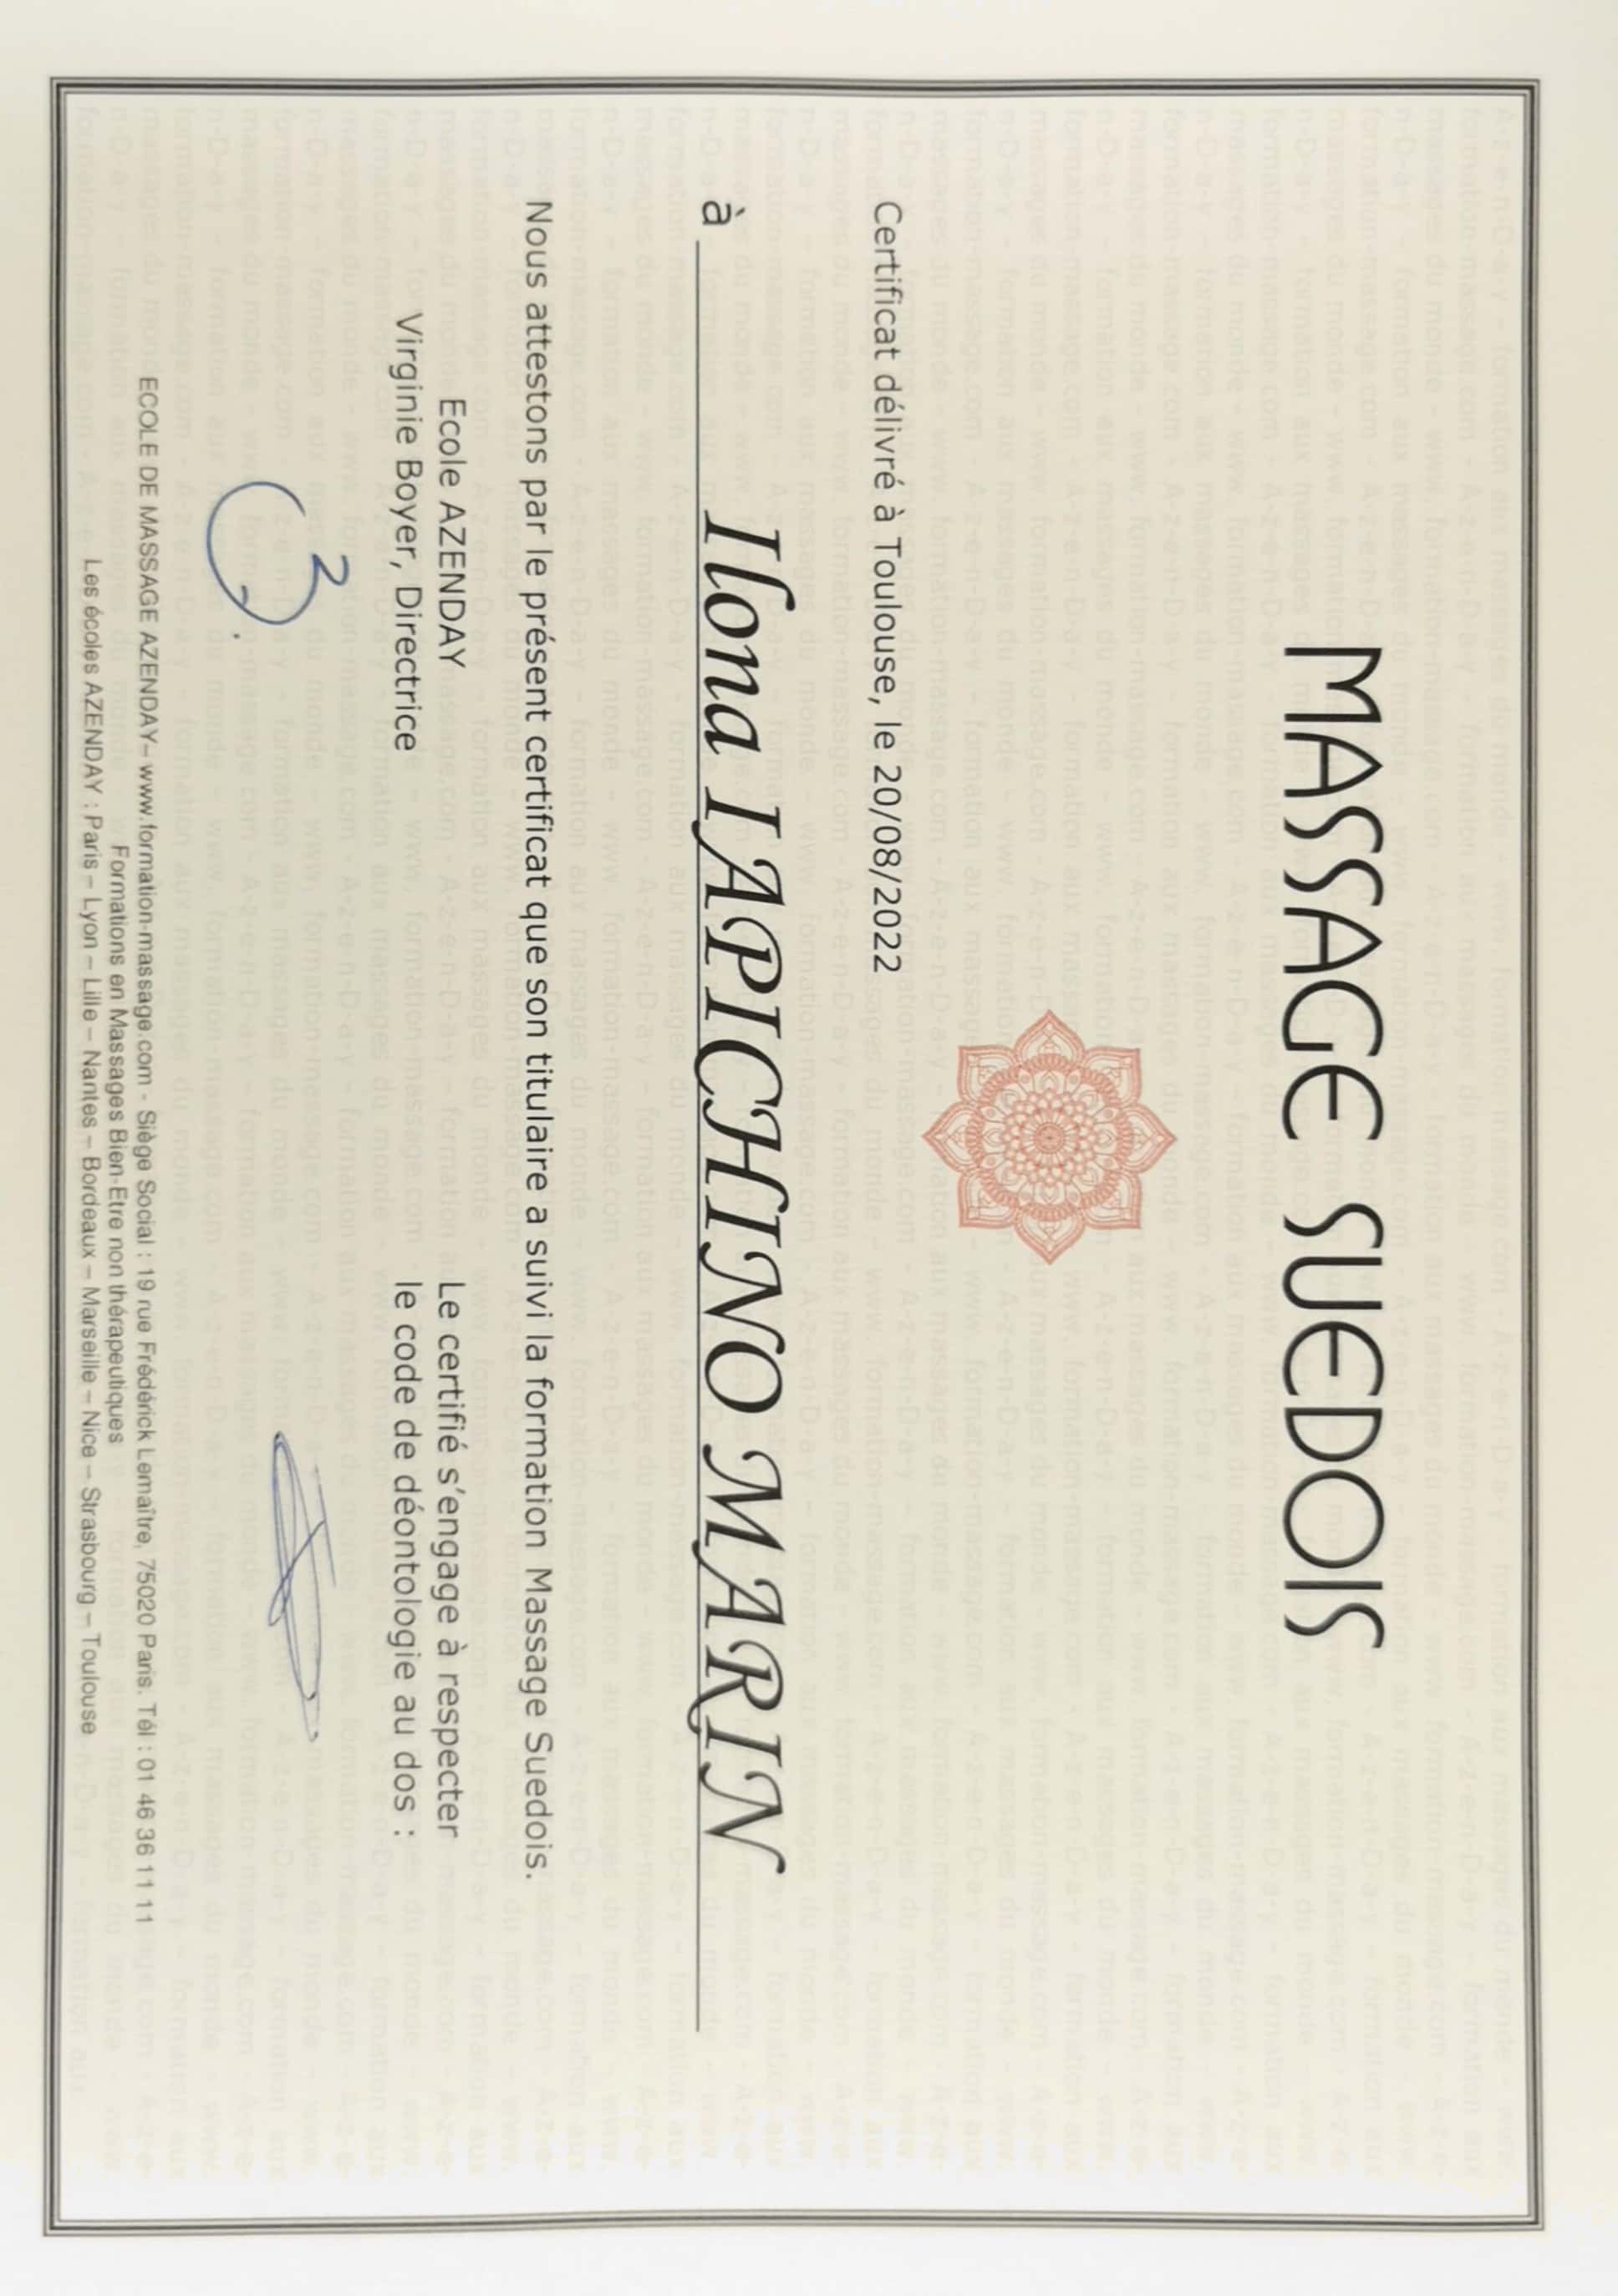 MASSAGE SUEDOIS
Certificat délivré à Toulouse, le 20/08/2022
à Ilona IAPICHINO MARIN
Nous attestons par le présent certificat que son titulaire a suivi la formation Massage Suedois.
Ecole AZENDAY
Virginie Boyer, Directrice
Le certifié s’engage à respecter
le code de déontologie au dos :
ECOLE DE MASSAGE AZENDAY– www.formation-massage.com - Siège Social : 19 rue Frédérick Lemaître, 75020 Paris. Tél : 01 46 36 11 11
Formations en Massages Bien-Etre non thérapeutiques
Les écoles AZENDAY : Paris – Lyon – Lille – Nantes – Bordeaux – Marseille – Nice – Strasbourg – Toulouse